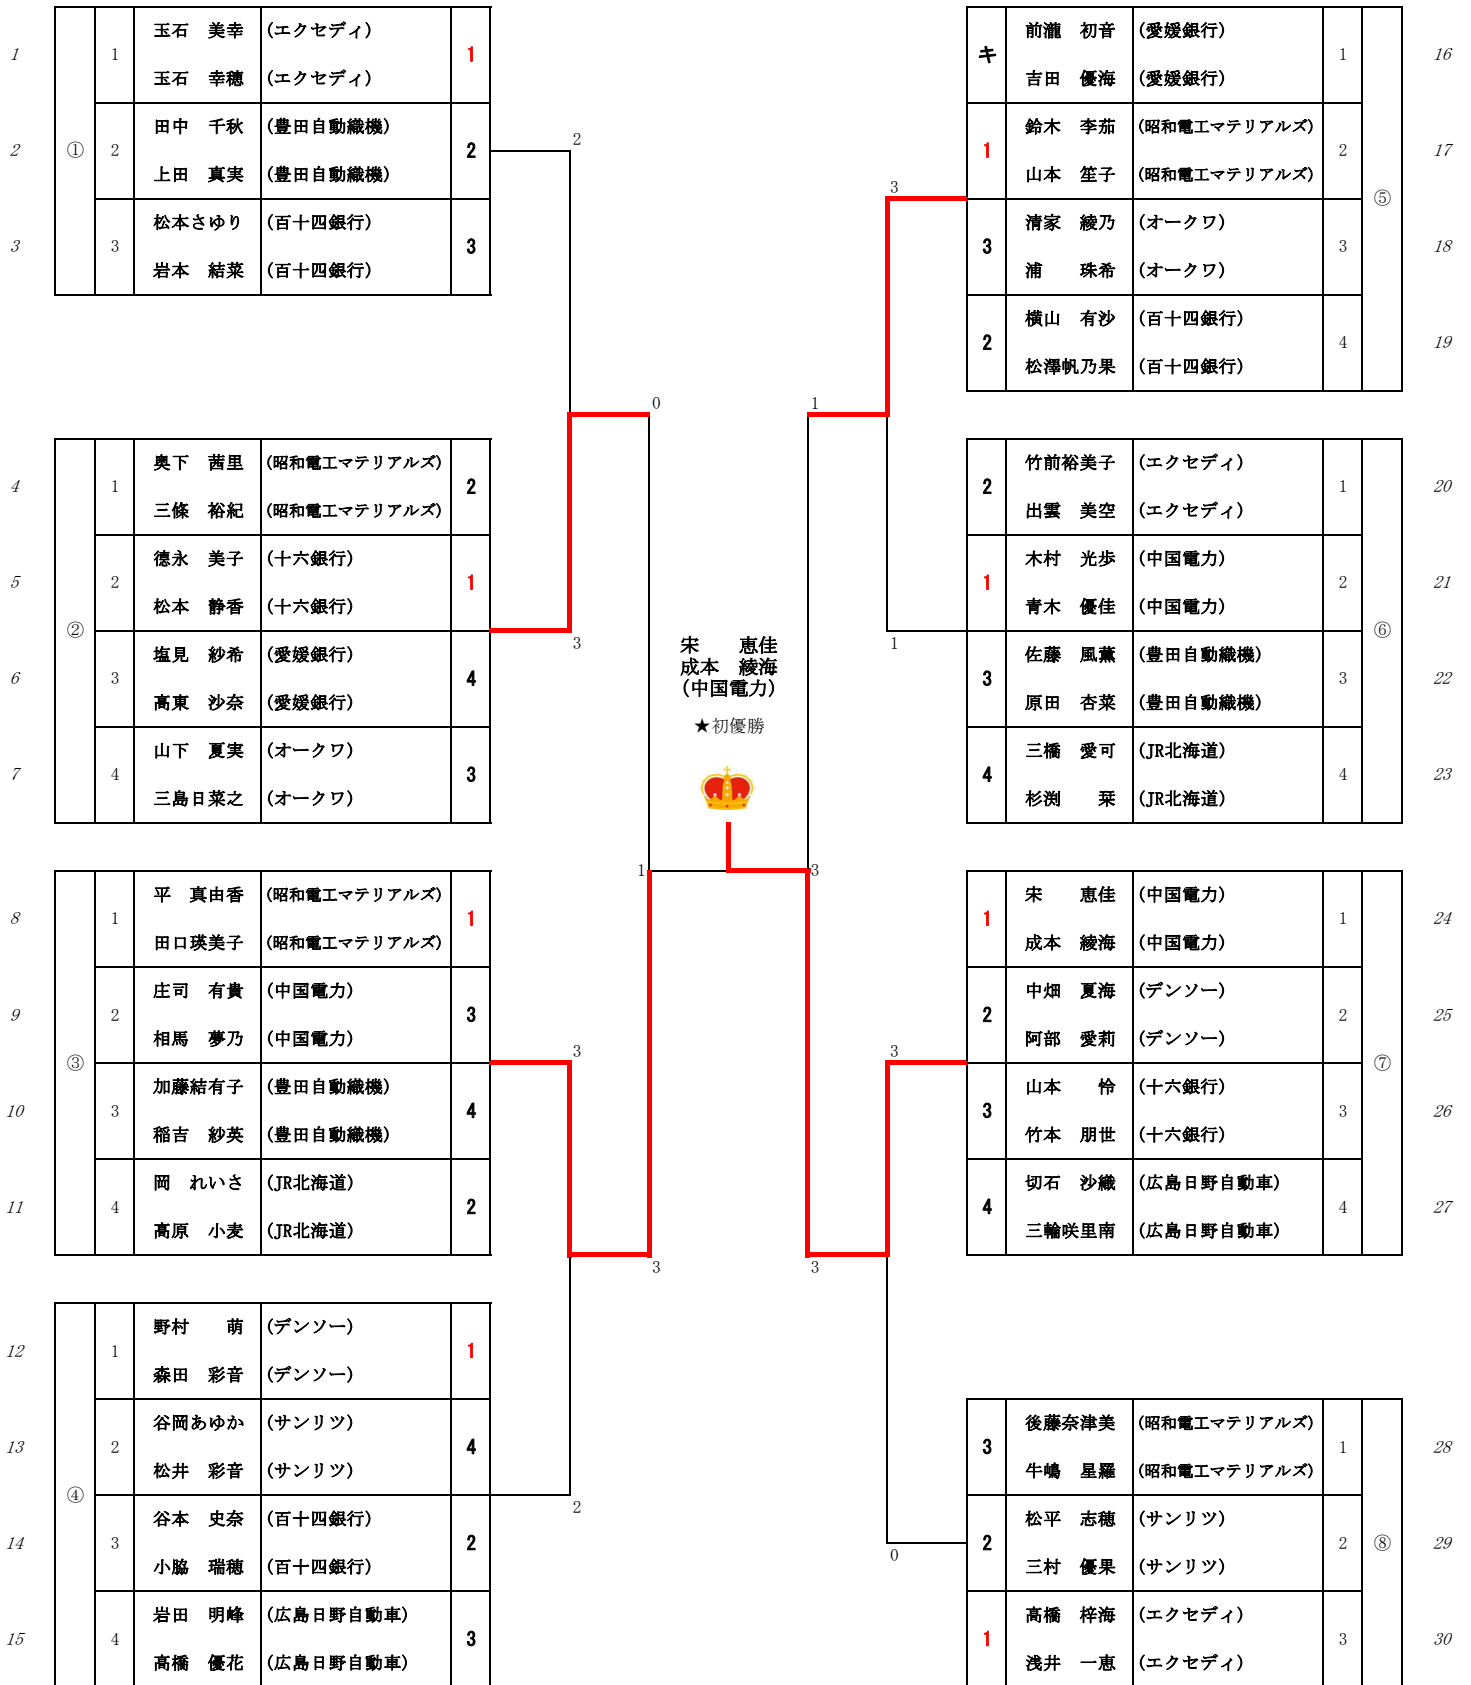 1 1 玉石 美幸 (エクセディ) 1
玉石 幸穂 (エクセディ)
2 ① 2 田中 千秋 (豊田自動織機) 2
上田 真実 (豊田自動織機)
3 3 松本さゆり (百十四銀行) 3
岩本 結菜 (百十四銀行)
4 1 奥下 茜里 (昭和電工マテリアルズ) 2
三條 裕紀 (昭和電工マテリアルズ)
5 2 德永 美子 (十六銀行) 1
松本 静香 (十六銀行)
②
6 3 塩見 紗希 (愛媛銀行) 4
高東 沙奈 (愛媛銀行)
7 4 山下 夏実 (オークワ) 3
三島日菜之 (オークワ)
8 1 平 真由香 (昭和電工マテリアルズ) 1
田口瑛美子 (昭和電工マテリアルズ)
9 2 庄司 有貴 (中国電力) 3
相馬 夢乃 (中国電力)
③
10 3 加藤結有子 (豊田自動織機) 4
稲吉 紗英 (豊田自動織機)
11 4 岡 れいさ (JR北海道) 2
高原 小麦 (JR北海道)
12 1 野村 萌 (デンソー) 1
森田 彩音 (デンソー)
13 2 谷岡あゆか (サンリツ) 4
松井 彩音 (サンリツ)
④
14 3 谷本 史奈 (百十四銀行) 2
小脇 瑞穂 (百十四銀行)
15 4 岩田 明峰 (広島日野自動車) 3
高橋 優花 (広島日野自動車)
2
0
3
1
3
3
2
宋 恵佳
成本 綾海
(中国電力)
★初優勝
3
1
1
3
3
3
0
キ 前瀧 初音 (愛媛銀行) 1 16
吉田 優海 (愛媛銀行)
1 鈴木 李茄 (昭和電工マテリアルズ) 2 17
山本 笙子 (昭和電工マテリアルズ)
⑤
3 清家 綾乃 (オークワ) 3 18
浦 珠希 (オークワ)
2 横山 有沙 (百十四銀行) 4 19
松澤帆乃果 (百十四銀行)
2 竹前裕美子 (エクセディ) 1 20
出雲 美空 (エクセディ)
1 木村 光歩 (中国電力) 2 21
青木 優佳 (中国電力)
⑥
3 佐藤 風薫 (豊田自動織機) 3 22
原田 杏菜 (豊田自動織機)
4 三橋 愛可 (JR北海道) 4 23
杉渕 栞 (JR北海道)
1 宋 恵佳 (中国電力) 1 24
成本 綾海 (中国電力)
2 中畑 夏海 (デンソー) 2 25
阿部 愛莉 (デンソー)
⑦
3 山本 怜 (十六銀行) 3 26
竹本 朋世 (十六銀行)
4 切石 沙織 (広島日野自動車) 4 27
三輪咲里南 (広島日野自動車)
3 後藤奈津美 (昭和電工マテリアルズ) 1 28
牛嶋 星羅 (昭和電工マテリアルズ)
2 松平 志穂 (サンリツ) 2 ⑧ 29
三村 優果 (サンリツ)
1 高橋 梓海 (エクセディ) 3 30
浅井 一恵 (エクセディ)